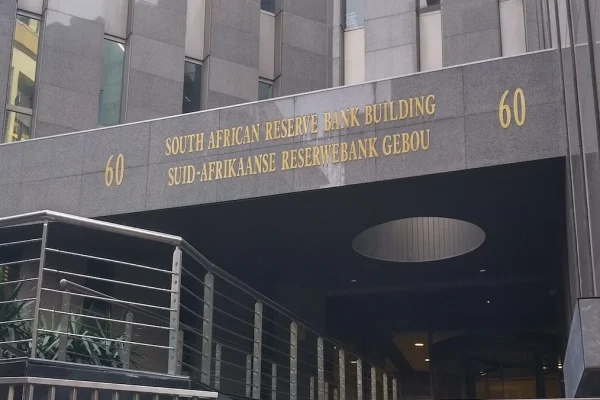 60 SOUTH AFRICAN RESERVE BANK BUILDING 60
SUID-AFRIKAANSE RESERWEBANK GEBOU